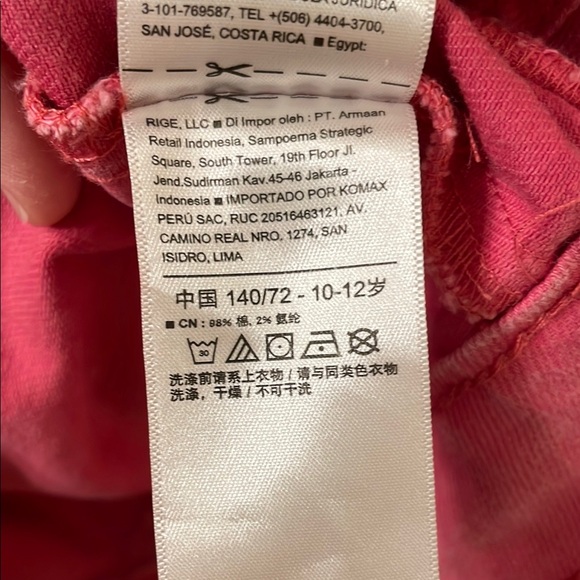 JURÍDICA
3-101-769587, TEL +(506) 4404-3700,
SAN JOSÉ, COSTA RICA ■ Egypt:
RIGE, LLC ■ Di Impor oleh : PT. Armaan
Retail Indonesia, Sampoerna Strategic
Square, South Tower, 19th Floor Jl.
Jend.Sudirman Kav.45-46 Jakarta -
Indonesia ■ IMPORTADO POR KOMAX
PERÚ SAC, RUC 20516463121, AV.
CAMINO REAL NRO. 1274, SAN
ISIDRO, LIMA
中国 140/72 - 10-12岁
■ CN : 98% 棉, 2% 氨纶
30
洗涤前请系上衣物 / 请与同类色衣物
洗涤，干燥 / 不可干洗